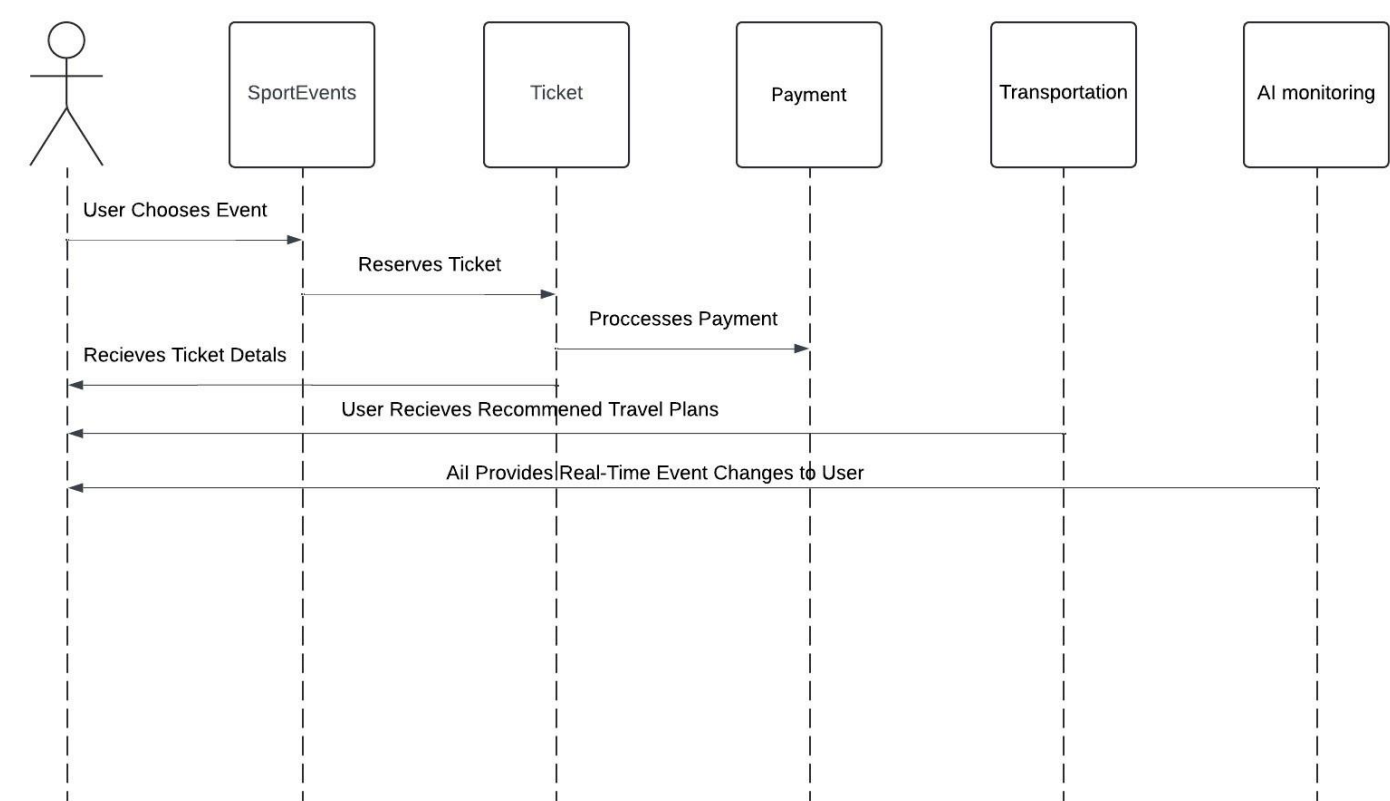 SportEvents
Ticket
Payment
Transportation
AI monitoring
User Chooses Event
Reserves Ticket
Proccesses Payment
Recieves Ticket Detals
User Recieves Recommened Travel Plans
Ail Provides Real-Time Event Changes to User